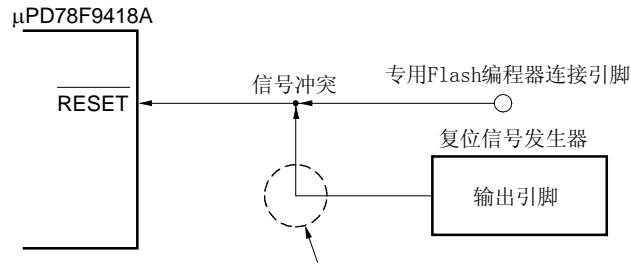 μPD78F9418A
信号冲突
专用Flash编程器连接引脚
RESET
复位信号发生器
输出引脚